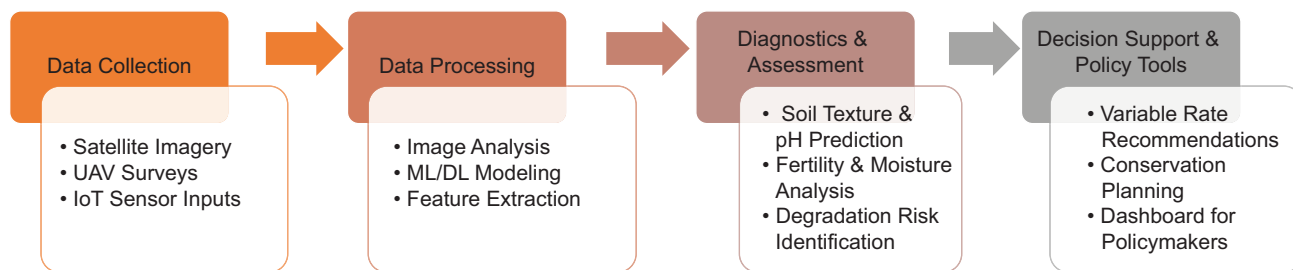 Data Collection
• Satellite Imagery
• UAV Surveys
• IoT Sensor Inputs
Data Processing
• Image Analysis
• ML/DL Modeling
• Feature Extraction
Diagnostics &
Assessment
• Soil Texture &
pH Prediction
• Fertility & Moisture
Analysis
• Degradation Risk
Identification
Decision Support &
Policy Tools
• Variable Rate
Recommendations
• Conservation
Planning
• Dashboard for
Policymakers